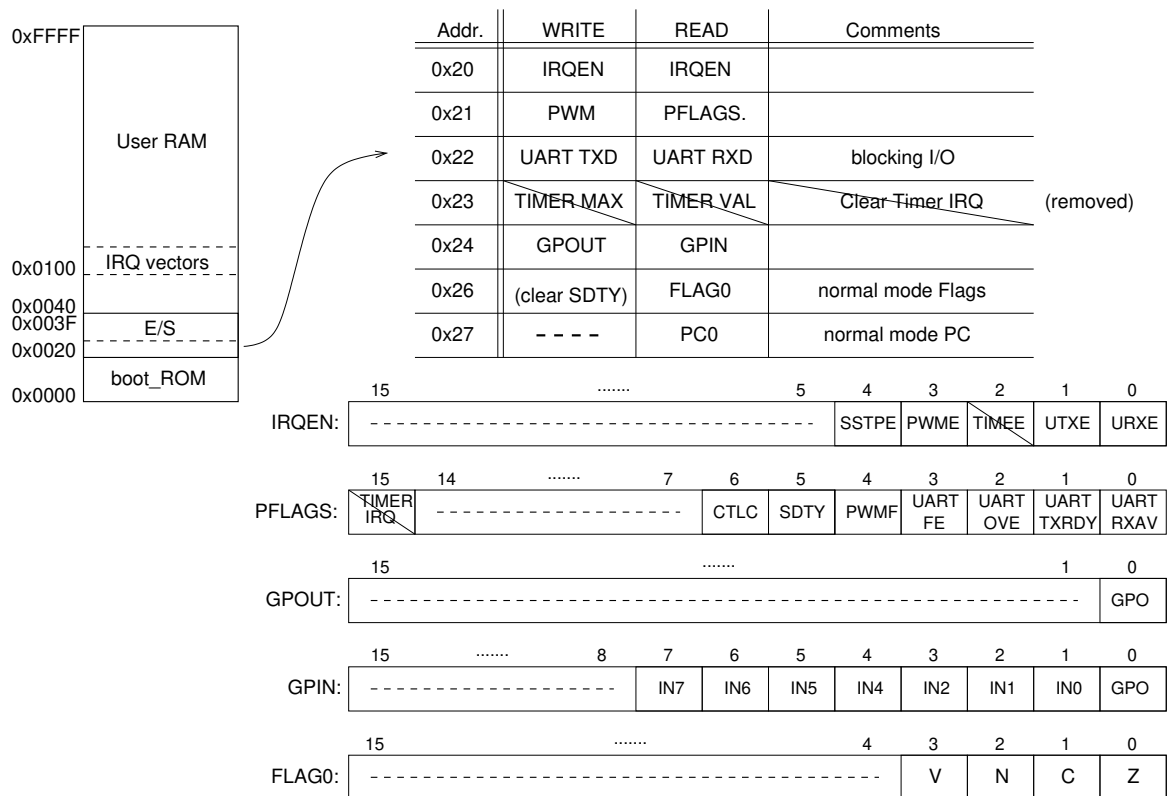 0xFFFF
User RAM
IRQ vectors
0x0100
0x0040
0x003F
E/S
0x0020
boot_ROM
0x0000
Addr. WRITE READ Comments
0x20 IRQEN IRQEN
0x21 PWM PFLAGS.
0x22 UART TXD UART RXD blocking I/O
0x23 TIMER MAX TIMER VAL Clear Timer IRQ (removed)
0x24 GPOUT GPIN
0x26 (clear SDTY) FLAG0 normal mode Flags
0x27 - - - - PC0 normal mode PC
15 ....... 5 4 3 2 1 0
IRQEN: SSTPE PWME TIMEE UTXE URXE
15 14 ....... 7 6 5 4 3 2 1 0
PFLAGS: TIMER IRQ CTLC SDTY PWMF UART FE UART OVE UART TXRDY UART RXAV
15 ....... 1 0
GPOUT: GPO
15 ....... 8 7 6 5 4 3 2 1 0
GPIN: IN7 IN6 IN5 IN4 IN2 IN1 IN0 GPO
15 ....... 4 3 2 1 0
FLAG0: V N C Z